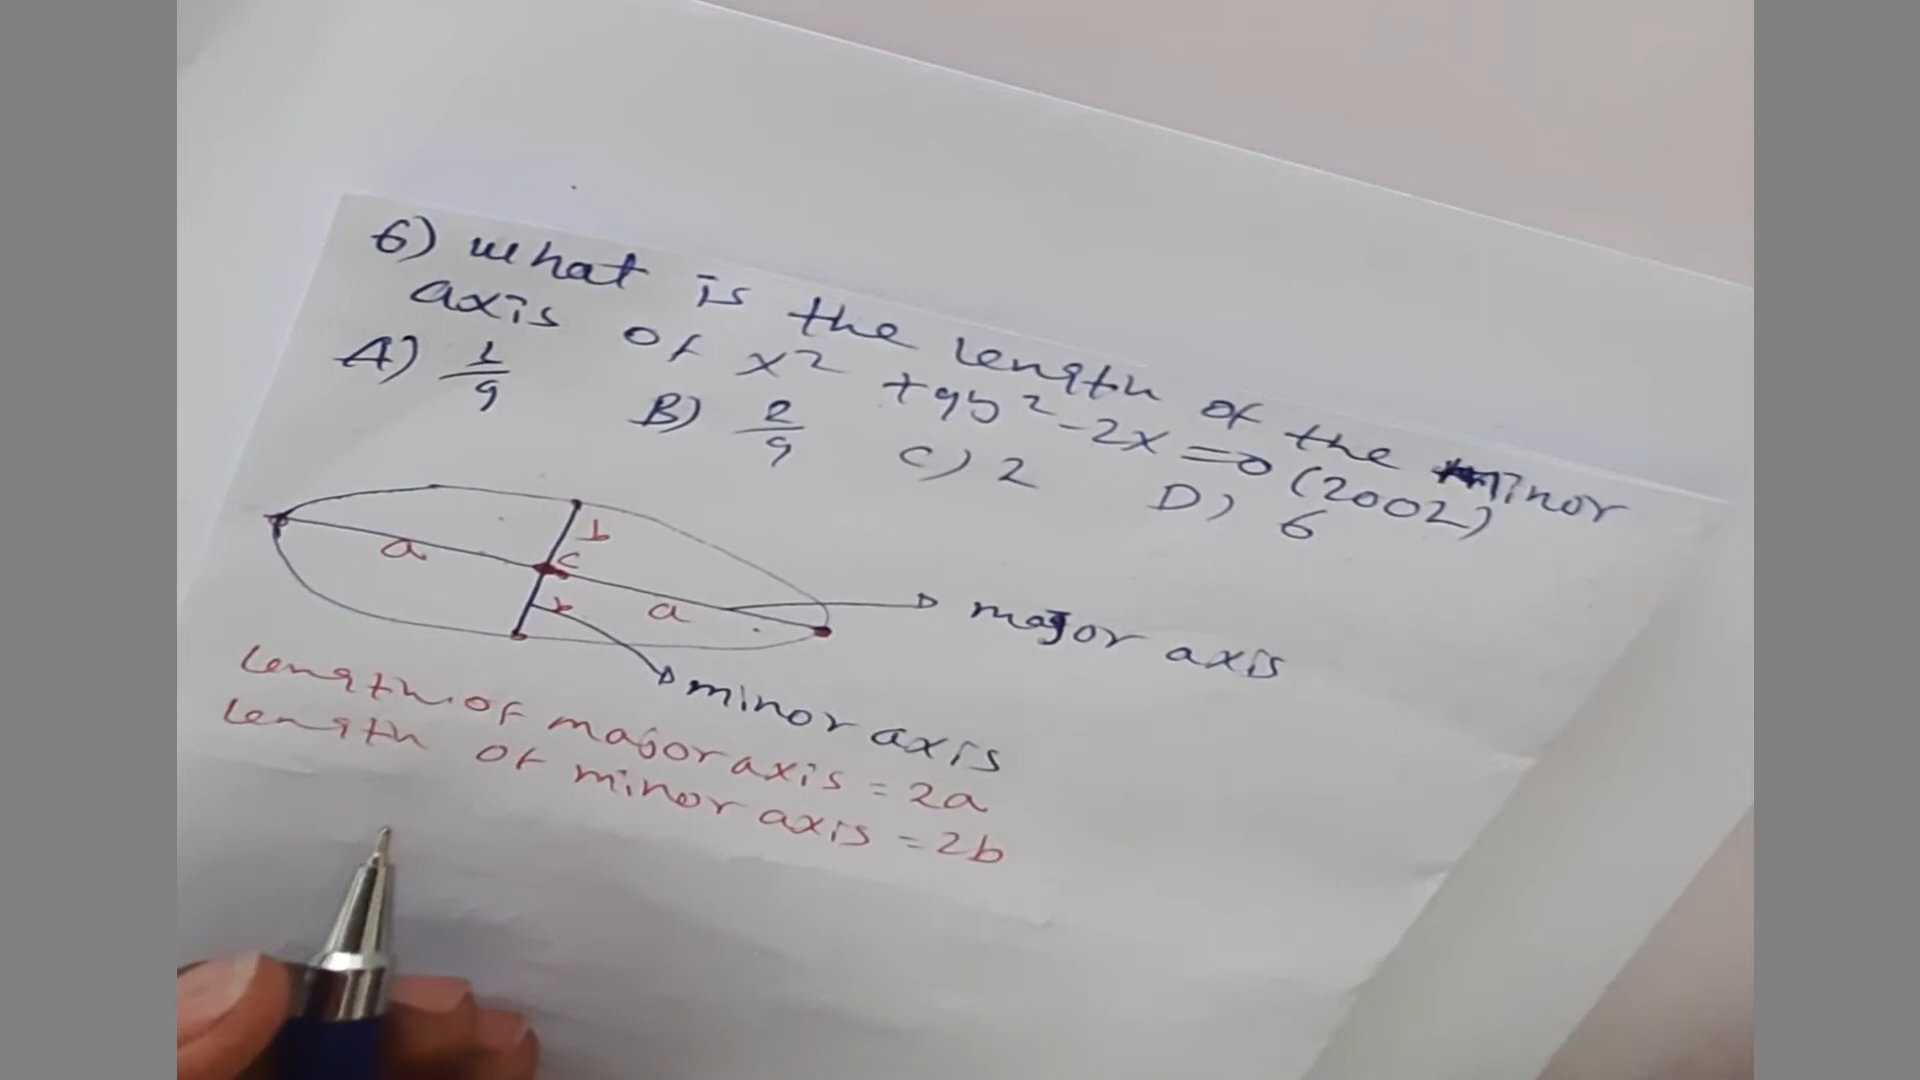 6) what is the length of the minor
axis of x² + 9y² - 2x = 0 (2002)
A) 1/9 B) 2/9 C) 2 D) 6
b
a
c
a
major axis
minor axis
Length of major axis = 2a
Length of minor axis = 2b